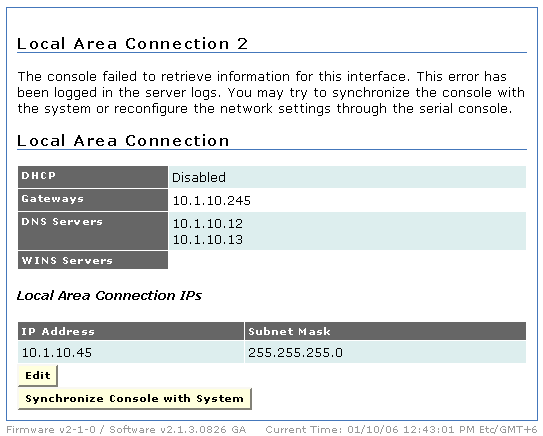 Local Area Connection 2
The console failed to retrieve information for this interface. This error has
been logged in the server logs. You may try to synchronize the console with
the system or reconfigure the network settings through the serial console.
Local Area Connection
DHCP Disabled
Gateways 10.1.10.245
DNS Servers 10.1.10.12
10.1.10.13
WINS Servers
Local Area Connection IPs
IP Address Subnet Mask
10.1.10.45 255.255.255.0
Edit
Synchronize Console with System
Firmware v2-1-0 / Software v2.1.3.0826 GA Current Time: 01/10/06 12:43:01 PM Etc/GMT+6